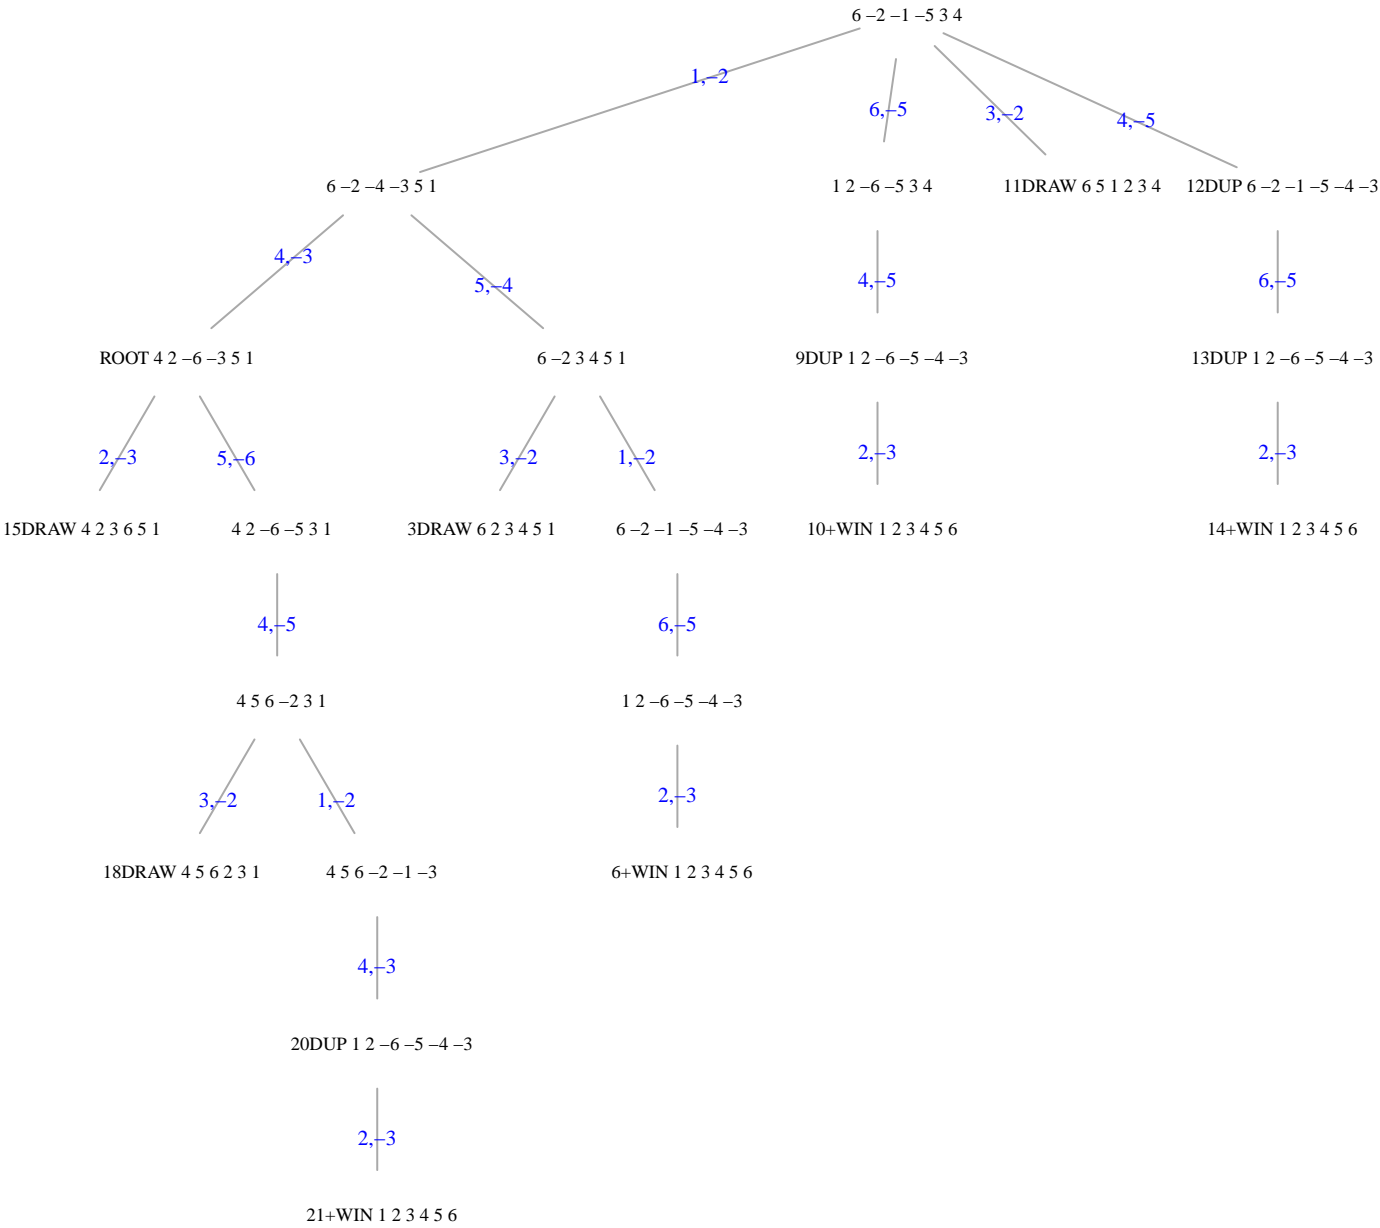 6 –2 –1 –5 3 4
1,–2
6,–5
3,–2
4,–5
6 –2 –4 –3 5 1
1 2 –6 –5 3 4
11DRAW 6 5 1 2 3 4
12DUP 6 –2 –1 –5 –4 –3
4,–3
5,–4
4,–5
6,–5
ROOT 4 2 –6 –3 5 1
6 –2 3 4 5 1
9DUP 1 2 –6 –5 –4 –3
13DUP 1 2 –6 –5 –4 –3
2,–3
5,–6
3,–2
1,–2
2,–3
2,–3
15DRAW 4 2 3 6 5 1
4 2 –6 –5 3 1
3DRAW 6 2 3 4 5 1
6 –2 –1 –5 –4 –3
10+WIN 1 2 3 4 5 6
14+WIN 1 2 3 4 5 6
4,–5
6,–5
4 5 6 –2 3 1
1 2 –6 –5 –4 –3
3,–2
1,–2
2,–3
18DRAW 4 5 6 2 3 1
4 5 6 –2 –1 –3
6+WIN 1 2 3 4 5 6
4,–3
20DUP 1 2 –6 –5 –4 –3
2,–3
21+WIN 1 2 3 4 5 6